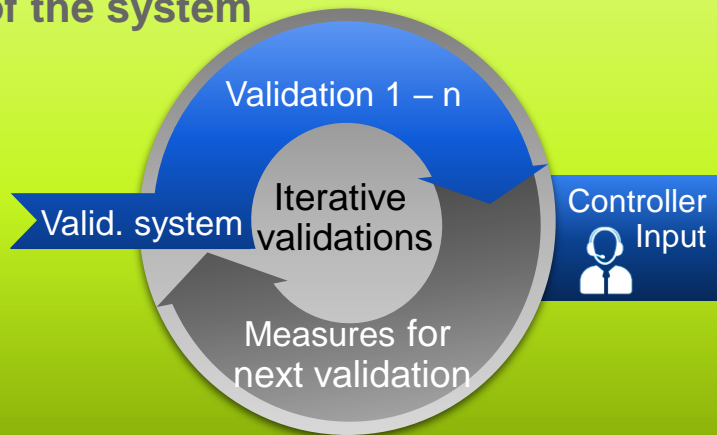 of the system
Validation 1 – n
Valid. system
Iterative
validations
Controller
Input
Measures for
next validation